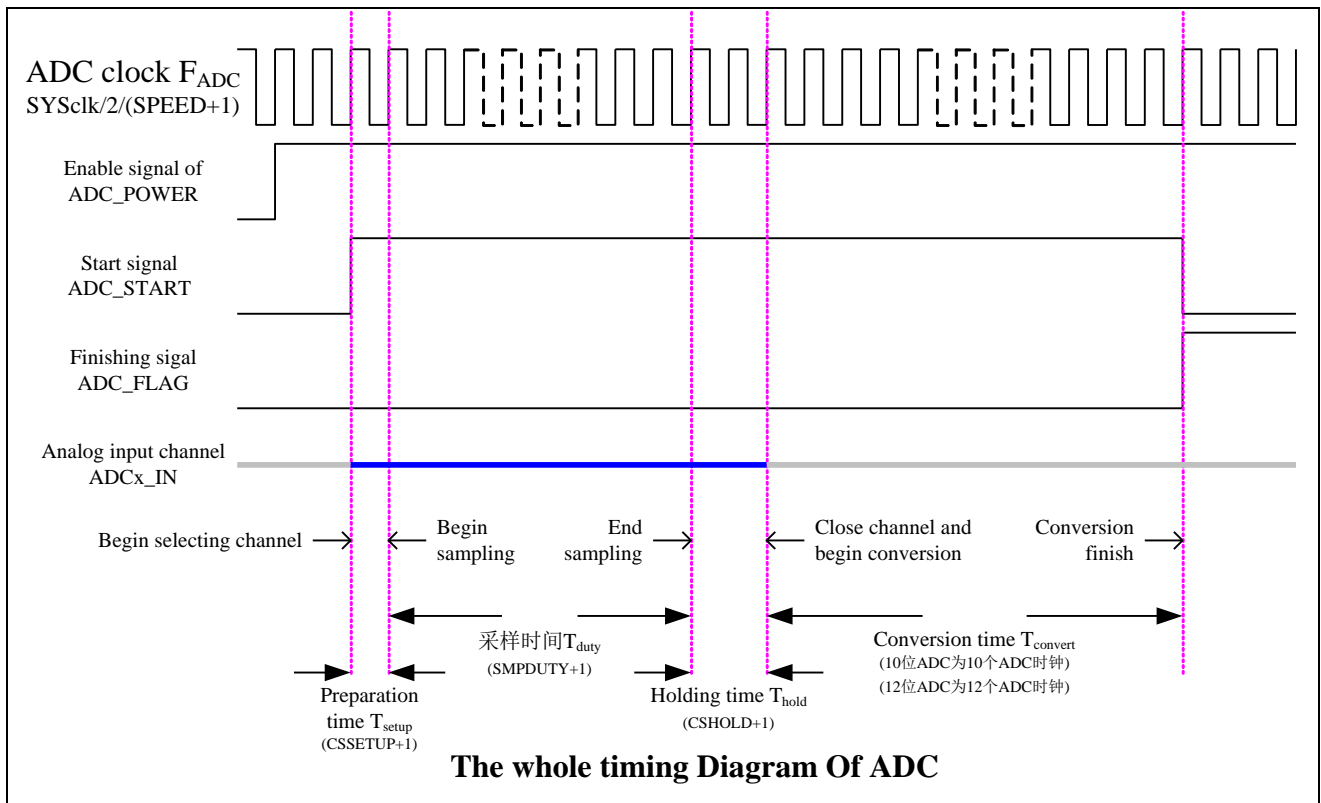 ADC clock FADC
SYSclk/2/(SPEED+1)
Enable signal of
ADC_POWER
Start signal
ADC_START
Finishing sigal
ADC_FLAG
Analog input channel
ADCx_IN
Begin selecting channel
Begin
sampling
End
sampling
Close channel and
begin conversion
Conversion
finish
采样时间Tduty
(SMPDUTY+1)
Conversion time Tconvert
(10位ADC为10个ADC时钟)
(12位ADC为12个ADC时钟)
Preparation
time Tsetup
(CSSETUP+1)
Holding time Thold
(CSHOLD+1)
The whole timing Diagram Of ADC